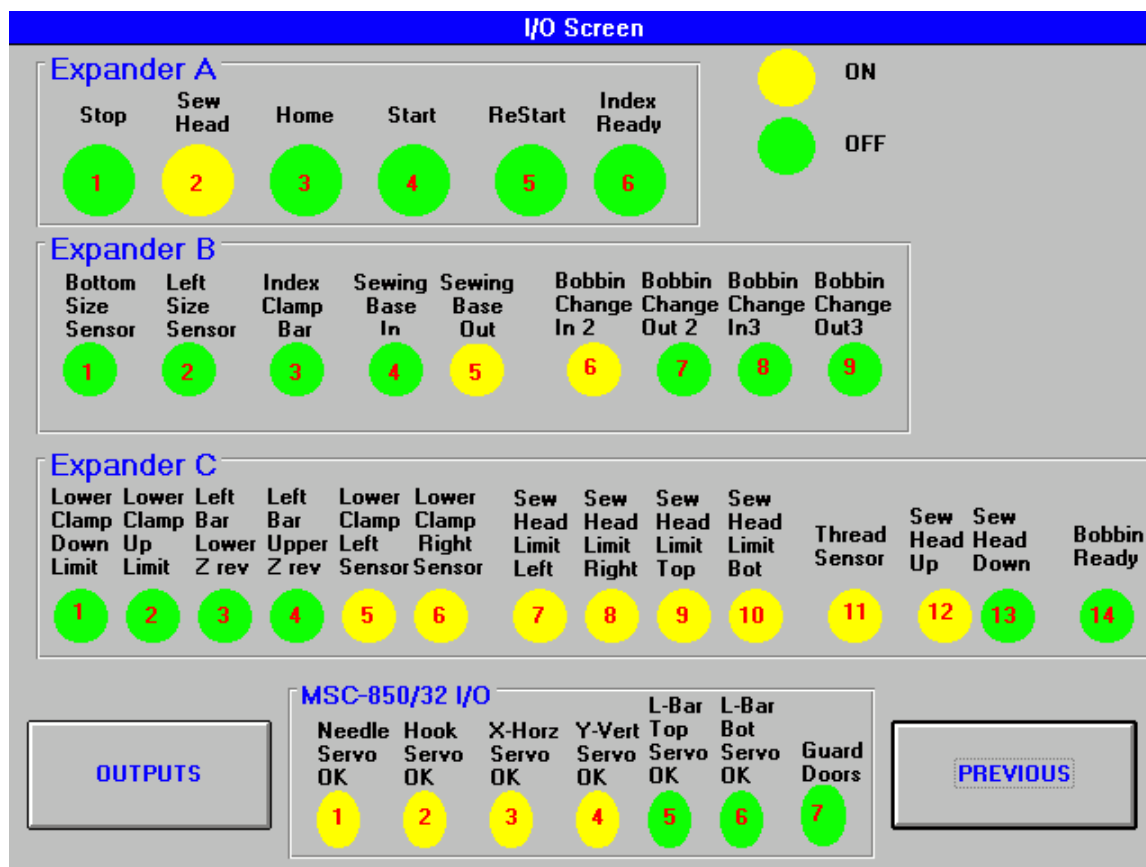 I/O Screen
Expander A
ON
OFF
Stop
Sew
Head
Home
Start
ReStart
Index
Ready
1 2 3 4 5 6
Expander B
Bottom
Size
Sensor
Left
Size
Sensor
Index
Clamp
Bar
Sewing
Base
In
Sewing
Base
Out
Bobbin
Change
In 2
Bobbin
Change
Out 2
Bobbin
Change
In3
Bobbin
Change
Out3
1 2 3 4 5 6 7 8 9
Expander C
Lower
Clamp
Down
Limit
Lower
Clamp
Up
Limit
Left
Bar
Lower
Z rev
Left
Bar
Upper
Z rev
Lower
Clamp
Left
Sensor
Lower
Clamp
Right
Sensor
Sew
Head
Limit
Left
Sew
Head
Limit
Right
Sew
Head
Limit
Top
Sew
Head
Limit
Bot
Thread
Sensor
Sew
Head
Up
Sew
Head
Down
Bobbin
Ready
1 2 3 4 5 6 7 8 9 10 11 12 13 14
OUTPUTS
MSC-850/32 I/O
Needle
Servo
OK
Hook
Servo
OK
X-Horz
Servo
OK
Y-Vert
Servo
OK
L-Bar
Top
Servo
OK
L-Bar
Bot
Servo
OK
Guard
Doors
1 2 3 4 5 6 7
PREVIOUS